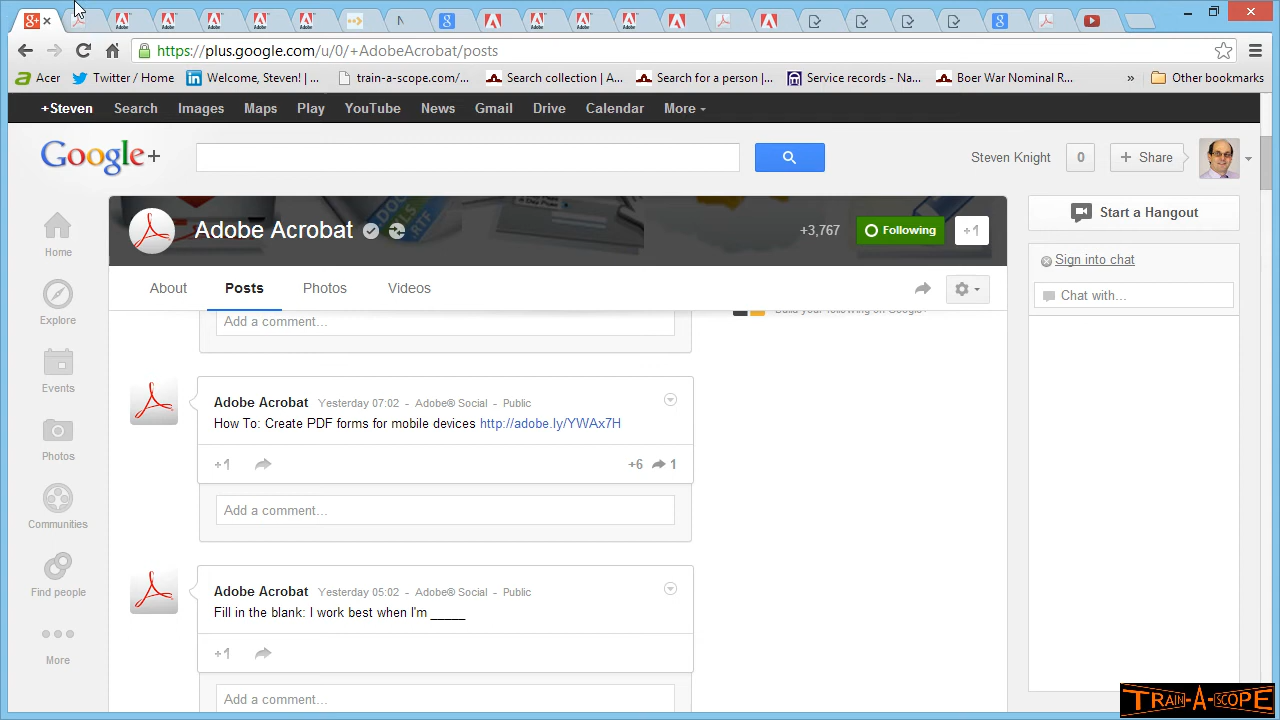 https://plus.google.com/u/0/+AdobeAcrobat/posts
Acer Twitter / Home Welcome, Steven! |... train-a-scope.com/... Search collection | A... Search for a person |... Service records - Na... Boer War Nominal R... » Other bookmarks
+Steven Search Images Maps Play YouTube News Gmail Drive Calendar More
Google+ Steven Knight 0 + Share
Adobe Acrobat +3,767 Following +1
Start a Hangout
Home
Sign into chat
About Posts Photos Videos
Chat with...
Explore
Add a comment...
Build your following on Google+
Events
Adobe Acrobat Yesterday 07:02 - Adobe® Social - Public
How To: Create PDF forms for mobile devices http://adobe.ly/YWAx7H
Photos
+1 +6 1
Add a comment...
Communities
Adobe Acrobat Yesterday 05:02 - Adobe® Social - Public
Find people
Fill in the blank: I work best when I'm _____
+1
More
Add a comment...
TRAIN-A-SCOPE